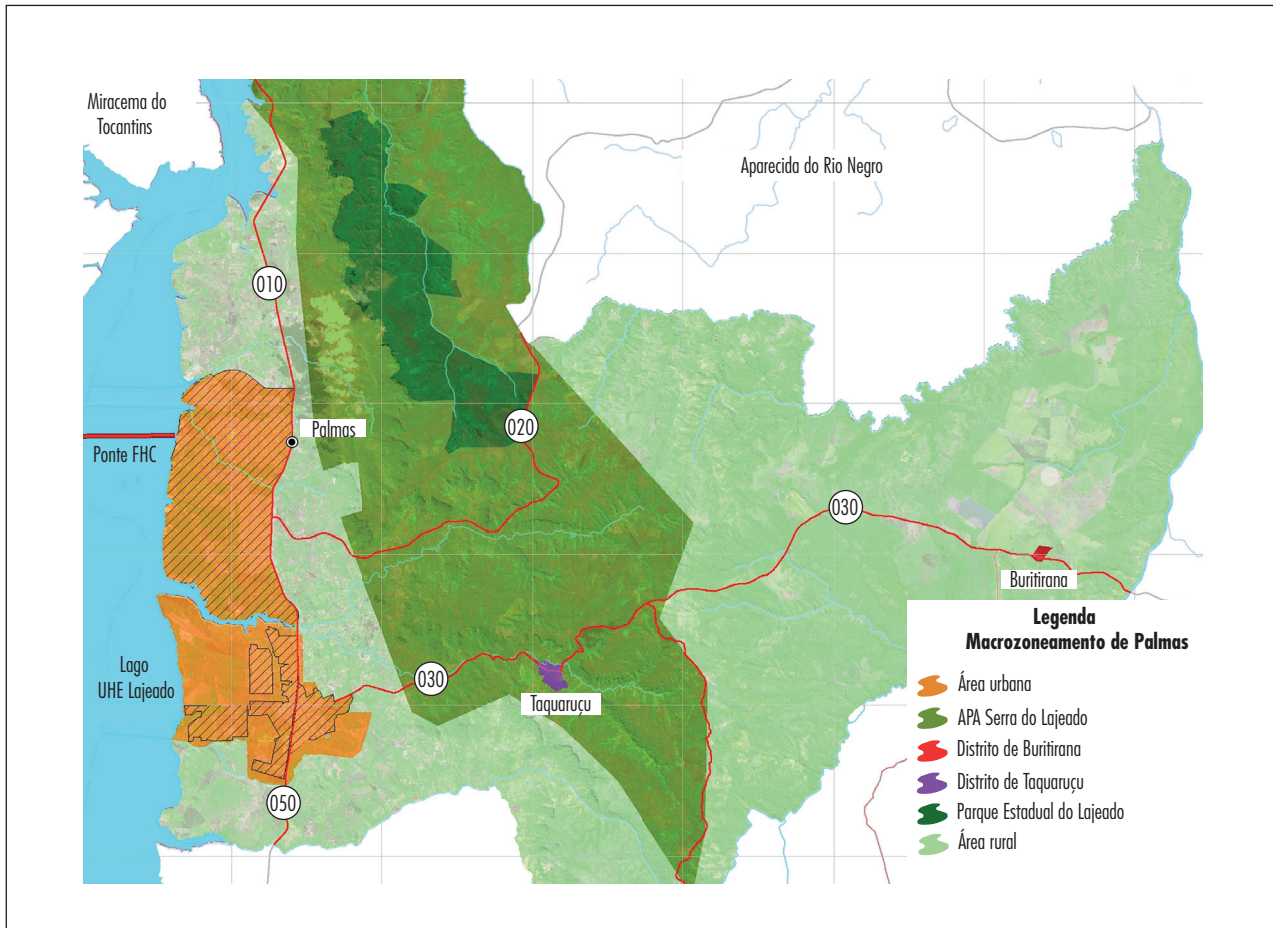 Miracema do
Tocantins
Aparecida do Rio Negro
010
Palmas
020
Ponte FHC
030
Buritirana
Lago
UHE Lajeado
030
Taquaruçu
050
Legenda
Macrozoneamento de Palmas
Área urbana
APA Serra do Lajeado
Distrito de Buritirana
Distrito de Taquaruçu
Parque Estadual do Lajeado
Área rural